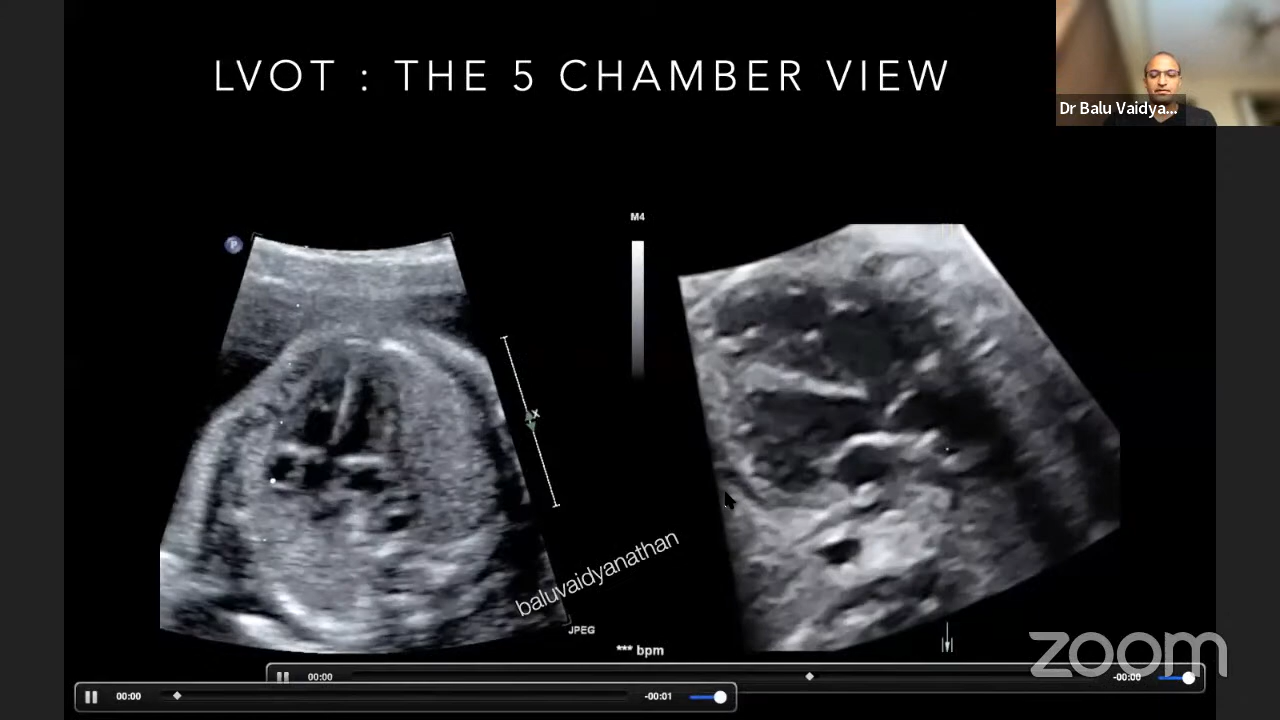 LVOT : THE 5 CHAMBER VIEW
Dr Balu Vaidya...
M4
P
X
baluvaidyanathan
JPEG
*** bpm
zoom
00:00
-00:00
00:00
-00:01